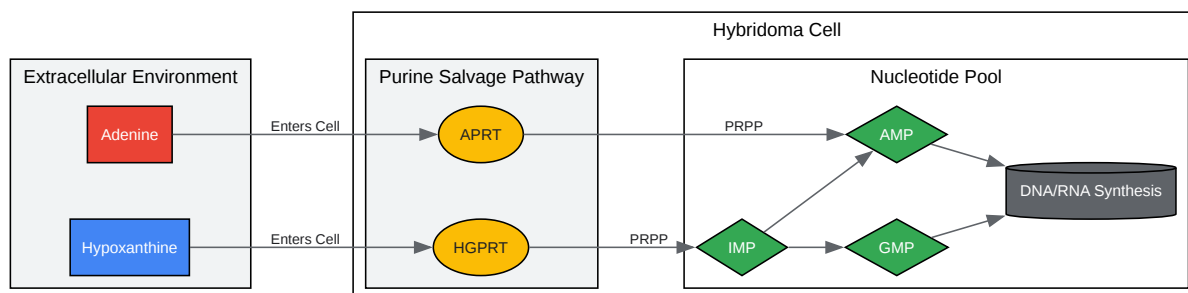 Hybridoma Cell
Extracellular Environment
Purine Salvage Pathway
Nucleotide Pool
Adenine
Enters Cell
APRT
PRPP
AMP
DNA/RNA Synthesis
Hypoxanthine
Enters Cell
HGPRT
PRPP
IMP
GMP